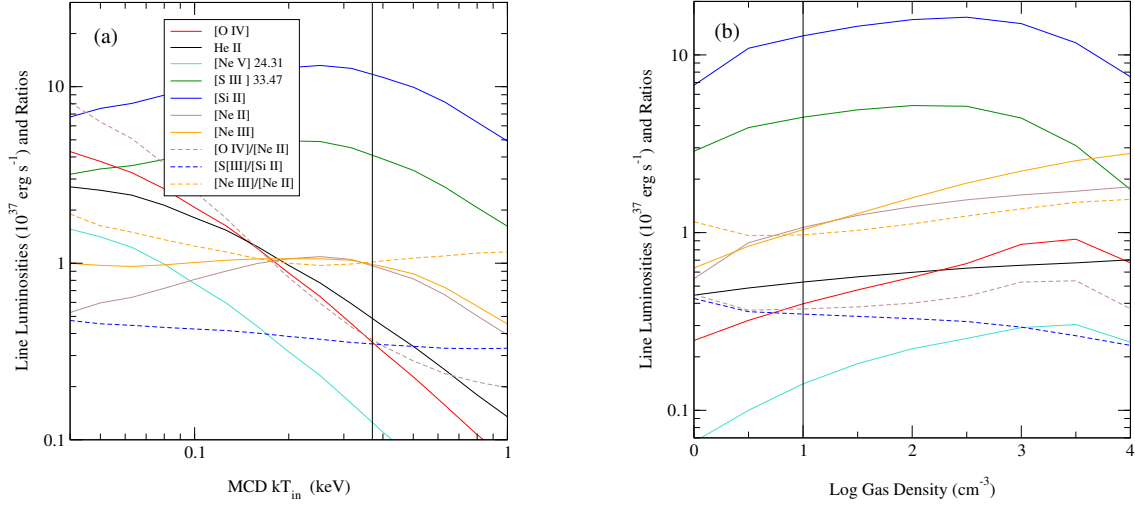 (a)
[O IV]
He II
[Ne V] 24.31
[S III ] 33.47
[Si II]
[Ne II]
[Ne III]
[O IV]/[Ne II]
[S[III]/[Si II]
[Ne III]/[Ne II]
Line Luminosities (10^37 erg s^-1) and Ratios
10
1
0.1
0.1
1
MCD kT_in (keV)
(b)
Line Luminosities (10^37 erg s^-1) and Ratios
10
1
0.1
0
1
2
3
4
Log Gas Density (cm^-3)